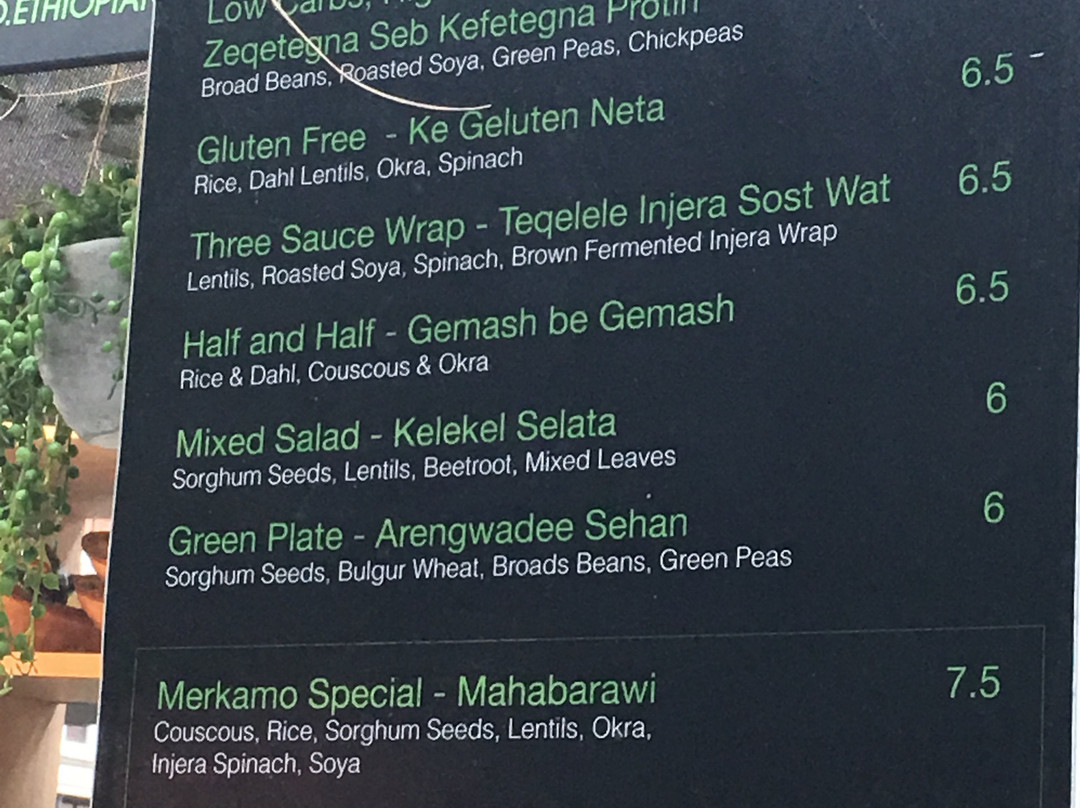 Low Carbs,
Zeqetegna Seb Kefetegna Protin
Broad Beans, Roasted Soya, Green Peas, Chickpeas
Gluten Free - Ke Geluten Neta 6.5
Rice, Dahl Lentils, Okra, Spinach
Three Sauce Wrap - Teqelele Injera Sost Wat 6.5
Lentils, Roasted Soya, Spinach, Brown Fermented Injera Wrap
Half and Half - Gemash be Gemash 6.5
Rice & Dahl, Couscous & Okra
Mixed Salad - Kelekel Selata 6
Sorghum Seeds, Lentils, Beetroot, Mixed Leaves
Green Plate - Arengwadee Sehan 6
Sorghum Seeds, Bulgur Wheat, Broads Beans, Green Peas
Merkamo Special - Mahabarawi 7.5
Couscous, Rice, Sorghum Seeds, Lentils, Okra,
Injera Spinach, Soya